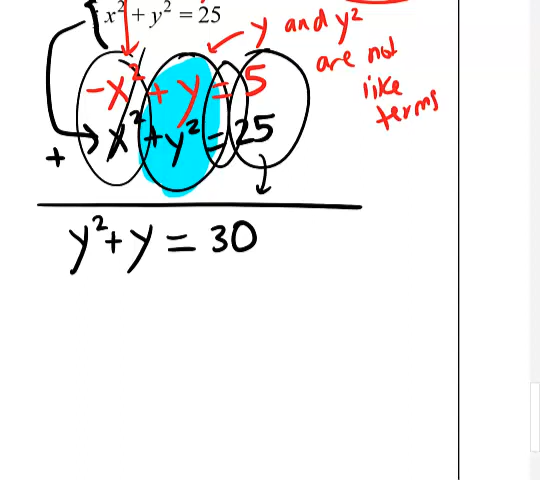 x² + y² = 25
y and y²
are not
like
terms
-x² + y = 5
+ x² + y² = 25
y² + y = 30